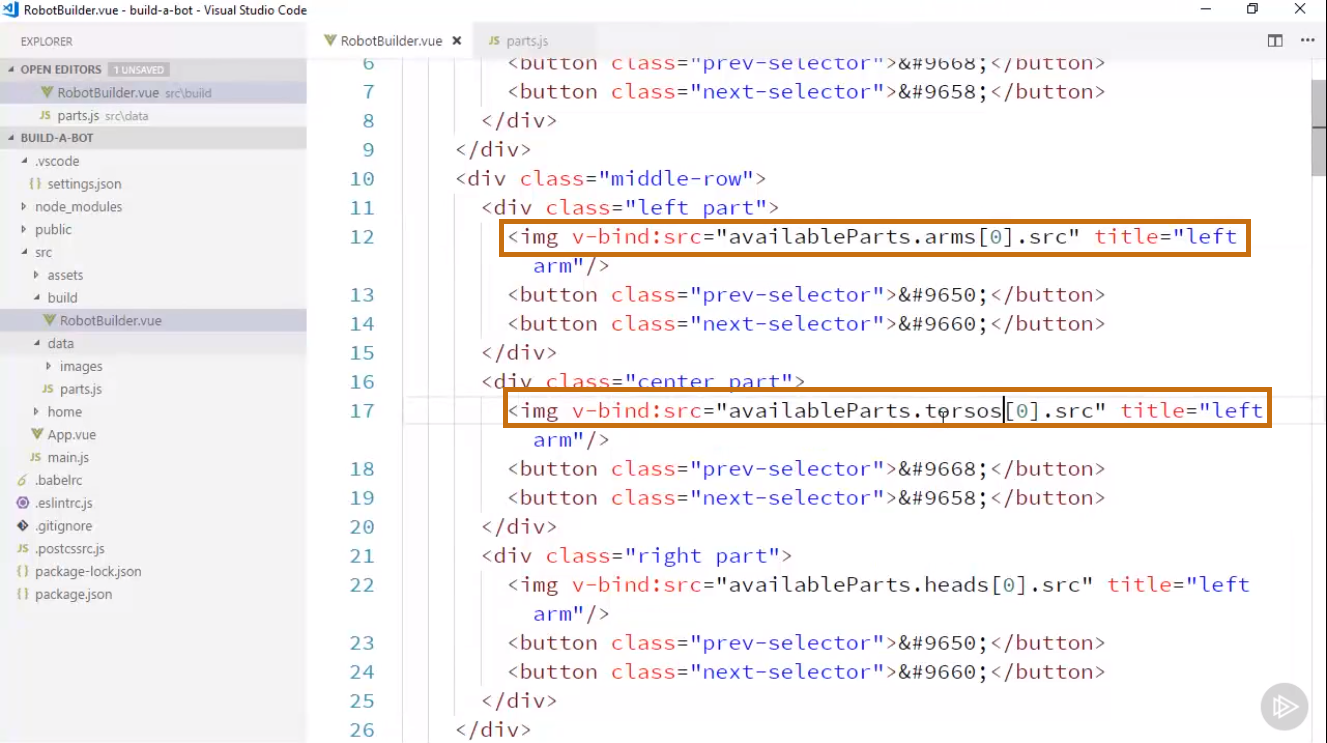 RobotBuilder.vue - build-a-bot - Visual Studio Code
EXPLORER
OPEN EDITORS 1 UNSAVED
RobotBuilder.vue src\build
JS parts.js src\data
BUILD-A-BOT
.vscode
{} settings.json
node_modules
public
src
assets
build
RobotBuilder.vue
data
images
JS parts.js
home
App.vue
JS main.js
.babelrc
.eslintrc.js
.gitignore
JS .postcssrc.js
{} package-lock.json
{} package.json
RobotBuilder.vue × JS parts.js
6 <button class="prev-selector">&#9668;</button>
7 <button class="next-selector">&#9658;</button>
8 </div>
9 </div>
10 <div class="middle-row">
11 <div class="left part">
12 <img v-bind:src="availableParts.arms[0].src" title="left
arm"/>
13 <button class="prev-selector">&#9650;</button>
14 <button class="next-selector">&#9660;</button>
15 </div>
16 <div class="center part">
17 <img v-bind:src="availableParts.torsos[0].src" title="left
arm"/>
18 <button class="prev-selector">&#9668;</button>
19 <button class="next-selector">&#9658;</button>
20 </div>
21 <div class="right part">
22 <img v-bind:src="availableParts.heads[0].src" title="left
arm"/>
23 <button class="prev-selector">&#9650;</button>
24 <button class="next-selector">&#9660;</button>
25 </div>
26 </div>